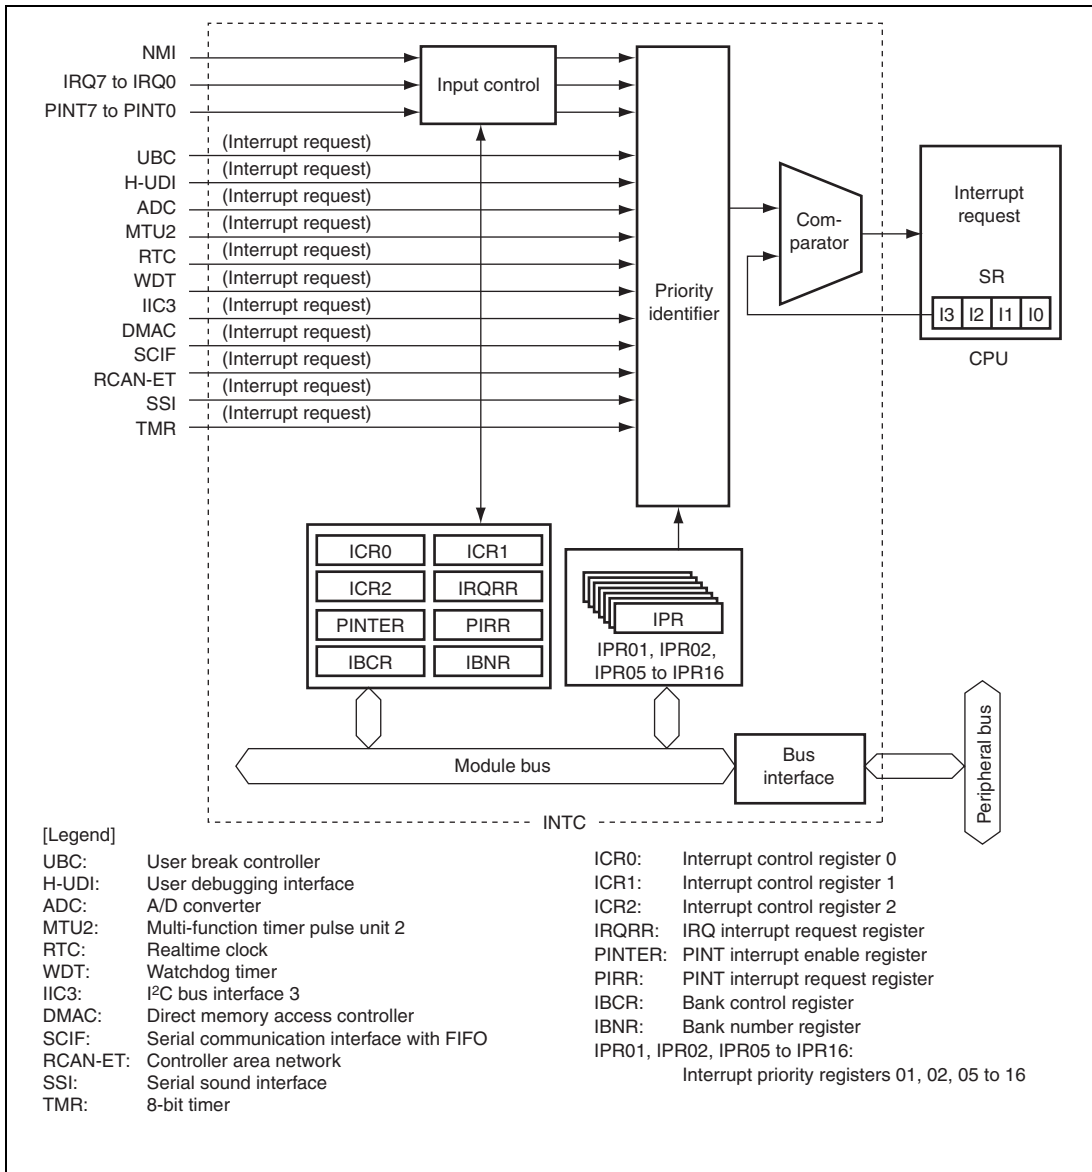 NMI
IRQ7 to IRQ0
PINT7 to PINT0
Input control
UBC
(Interrupt request)
H-UDI
(Interrupt request)
ADC
(Interrupt request)
MTU2
(Interrupt request)
RTC
(Interrupt request)
WDT
(Interrupt request)
IIC3
(Interrupt request)
DMAC
(Interrupt request)
SCIF
(Interrupt request)
RCAN-ET
(Interrupt request)
SSI
(Interrupt request)
TMR
Priority
identifier
Com-
parator
Interrupt
request
SR
I3 I2 I1 I0
CPU
ICR0 ICR1
ICR2 IRQRR
PINTER PIRR
IBCR IBNR
IPR
IPR01, IPR02,
IPR05 to IPR16
Module bus
Bus
interface
Peripheral bus
INTC
[Legend]
UBC: User break controller
H-UDI: User debugging interface
ADC: A/D converter
MTU2: Multi-function timer pulse unit 2
RTC: Realtime clock
WDT: Watchdog timer
IIC3: I²C bus interface 3
DMAC: Direct memory access controller
SCIF: Serial communication interface with FIFO
RCAN-ET: Controller area network
SSI: Serial sound interface
TMR: 8-bit timer
ICR0: Interrupt control register 0
ICR1: Interrupt control register 1
ICR2: Interrupt control register 2
IRQRR: IRQ interrupt request register
PINTER: PINT interrupt enable register
PIRR: PINT interrupt request register
IBCR: Bank control register
IBNR: Bank number register
IPR01, IPR02, IPR05 to IPR16:
Interrupt priority registers 01, 02, 05 to 16